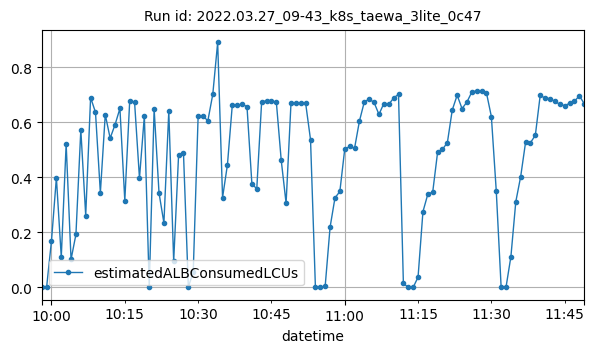 Run id: 2022.03.27_09-43_k8s_taewa_3lite_0c47
0.8
0.6
0.4
0.2
0.0
estimatedALBConsumedLCUs
10:00 10:15 10:30 10:45 11:00 11:15 11:30 11:45
datetime